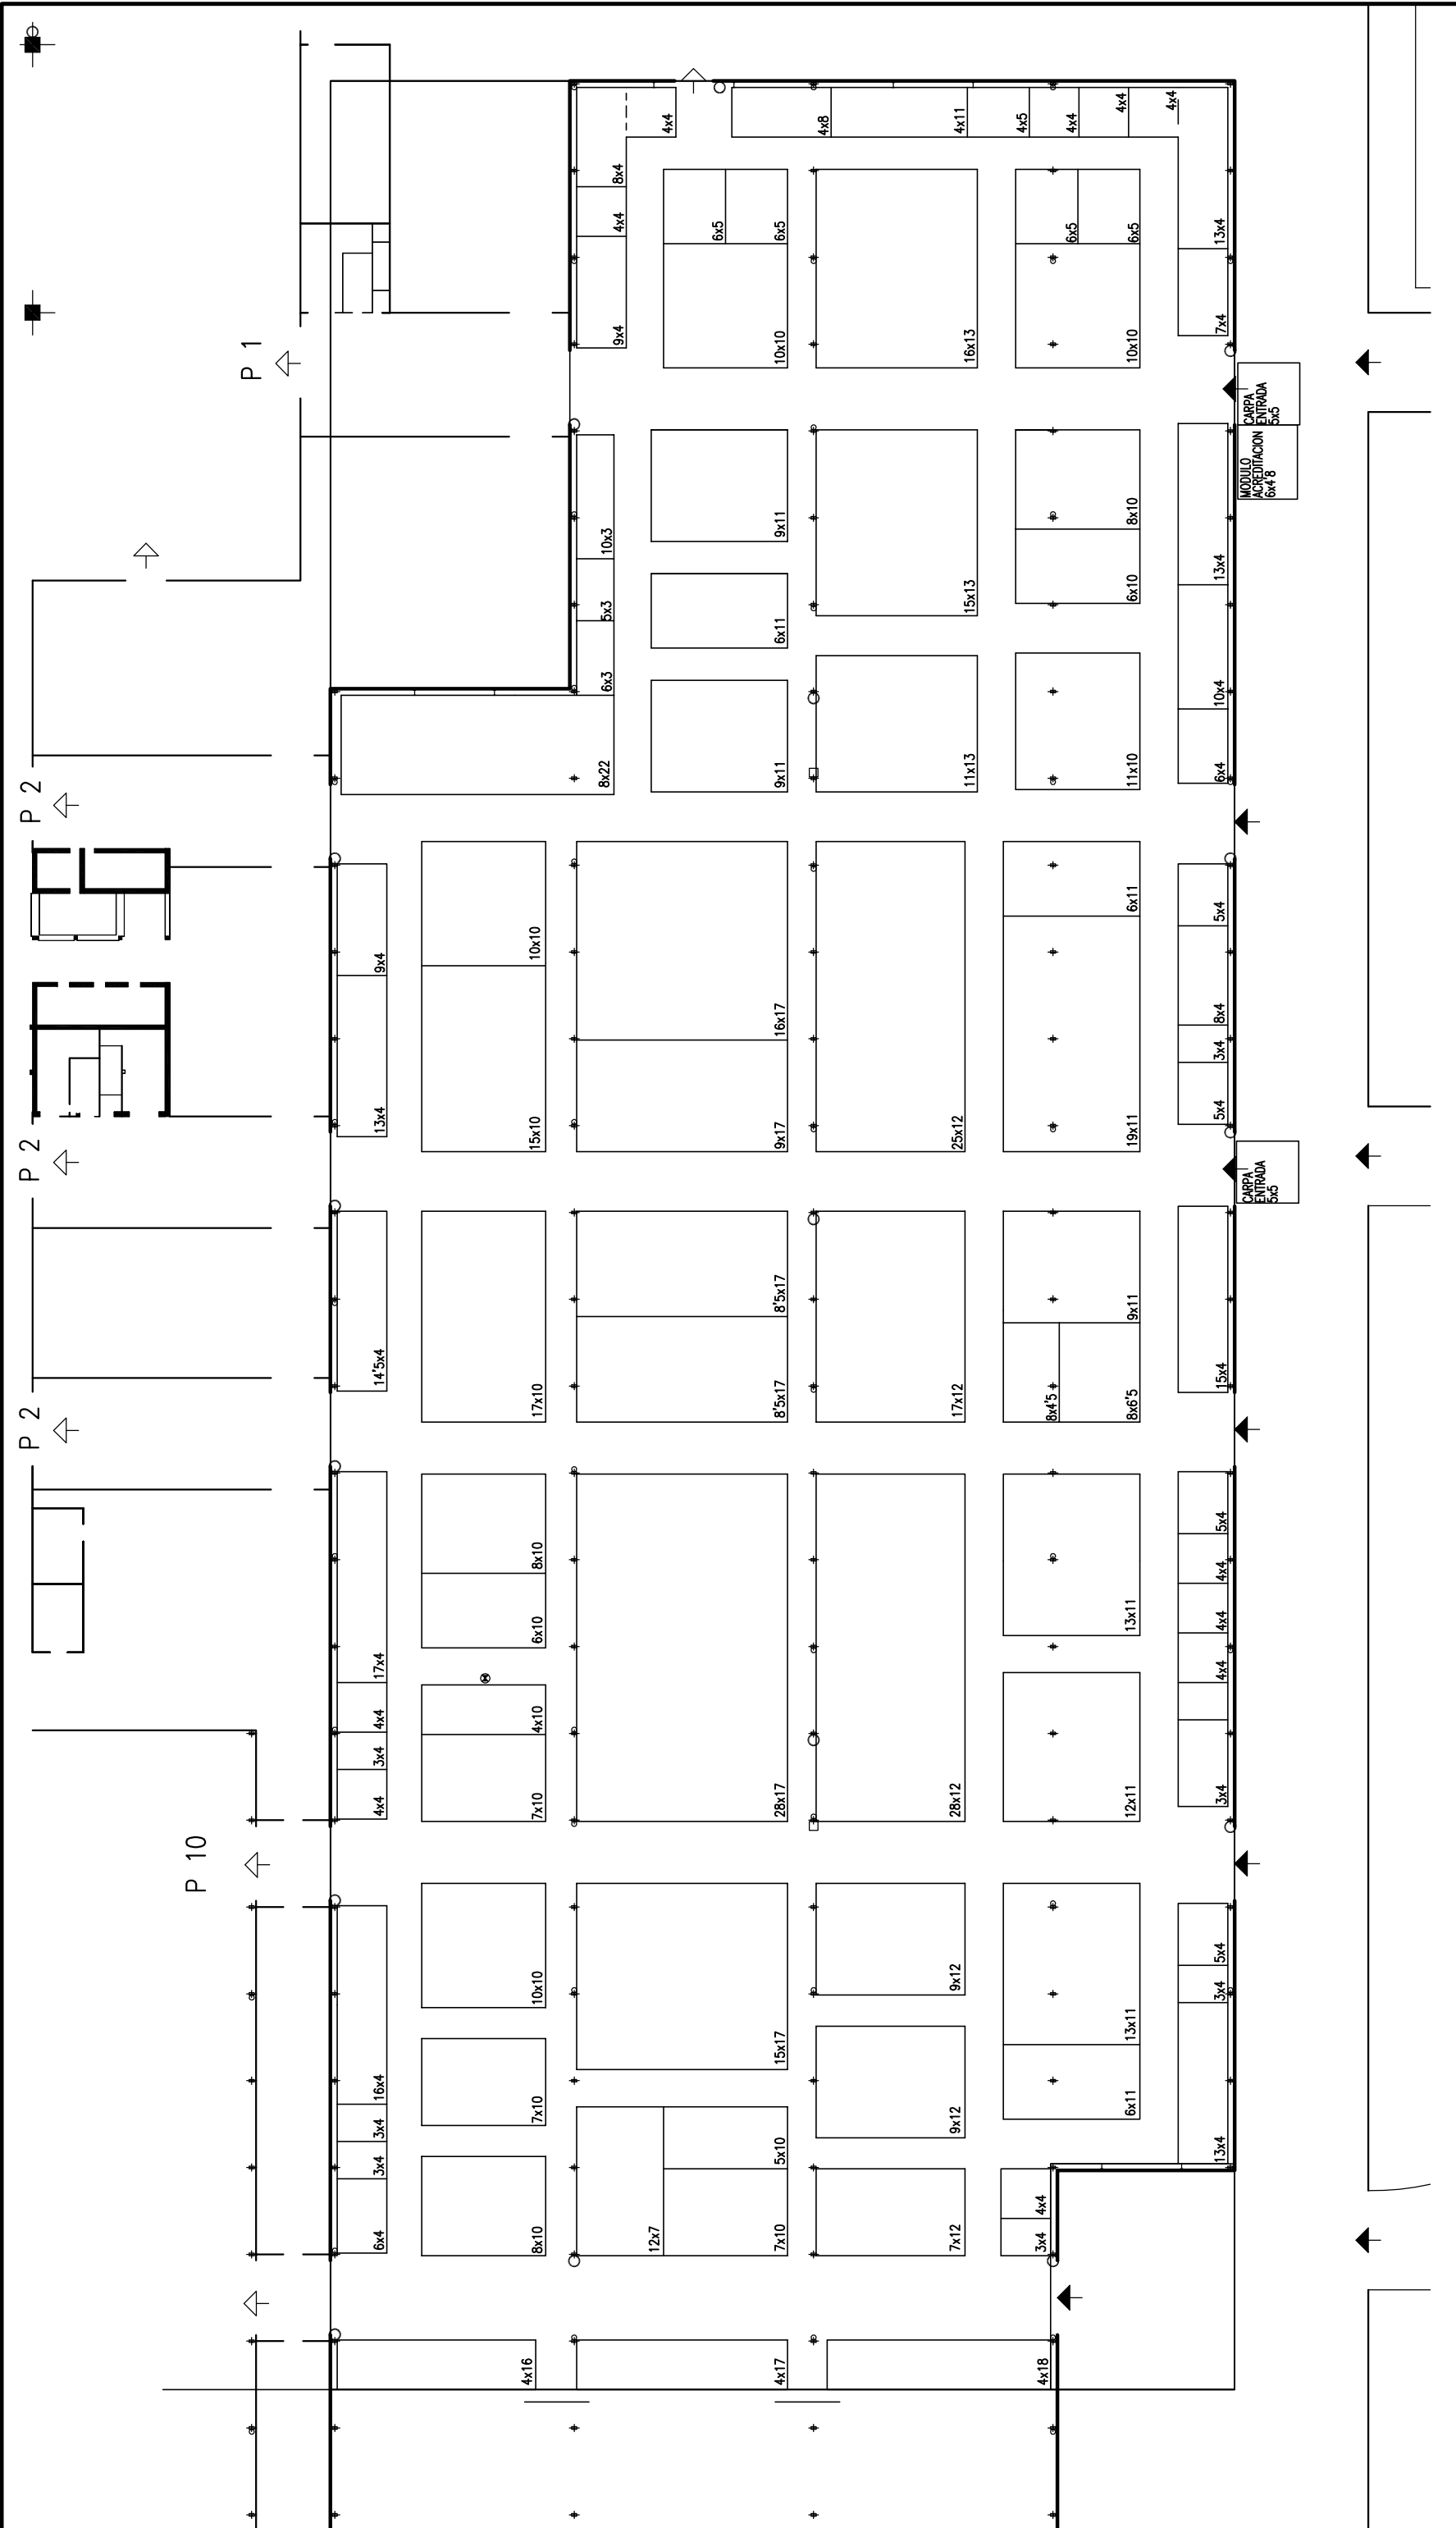 4x4
4x8
4x11
4x5
4x4
4x4
4x4
8x4
4x4
6x5
6x5
6x5
6x5
13x4
P 1
9x4
10x10
16x13
10x10
7x4
CARPA
ENTRADA
5x5
MODULO
ACREDITACION
6x4'8
10x3
9x11
8x10
5x3
6x11
15x13
6x10
13x4
6x3
10x4
P 2
8x22
9x11
11x13
11x10
6x4
9x4
10x10
16x17
6x11
5x4
8x4
3x4
P 2
13x4
15x10
9x17
25x12
19x11
5x4
CARPA
ENTRADA
5x5
8'5x17
9x11
P 2
14'5x4
17x10
8'5x17
17x12
8x4'5
8x6'5
15x4
8x10
5x4
4x4
6x10
13x11
4x4
17x4
4x4
4x4
4x10
3x4
4x4
7x10
28x17
28x12
12x11
3x4
P 10
10x10
9x12
5x4
3x4
16x4
15x17
13x11
3x4
7x10
9x12
6x11
3x4
5x10
13x4
6x4
8x10
12x7
7x10
7x12
4x4
3x4
4x16
4x17
4x18